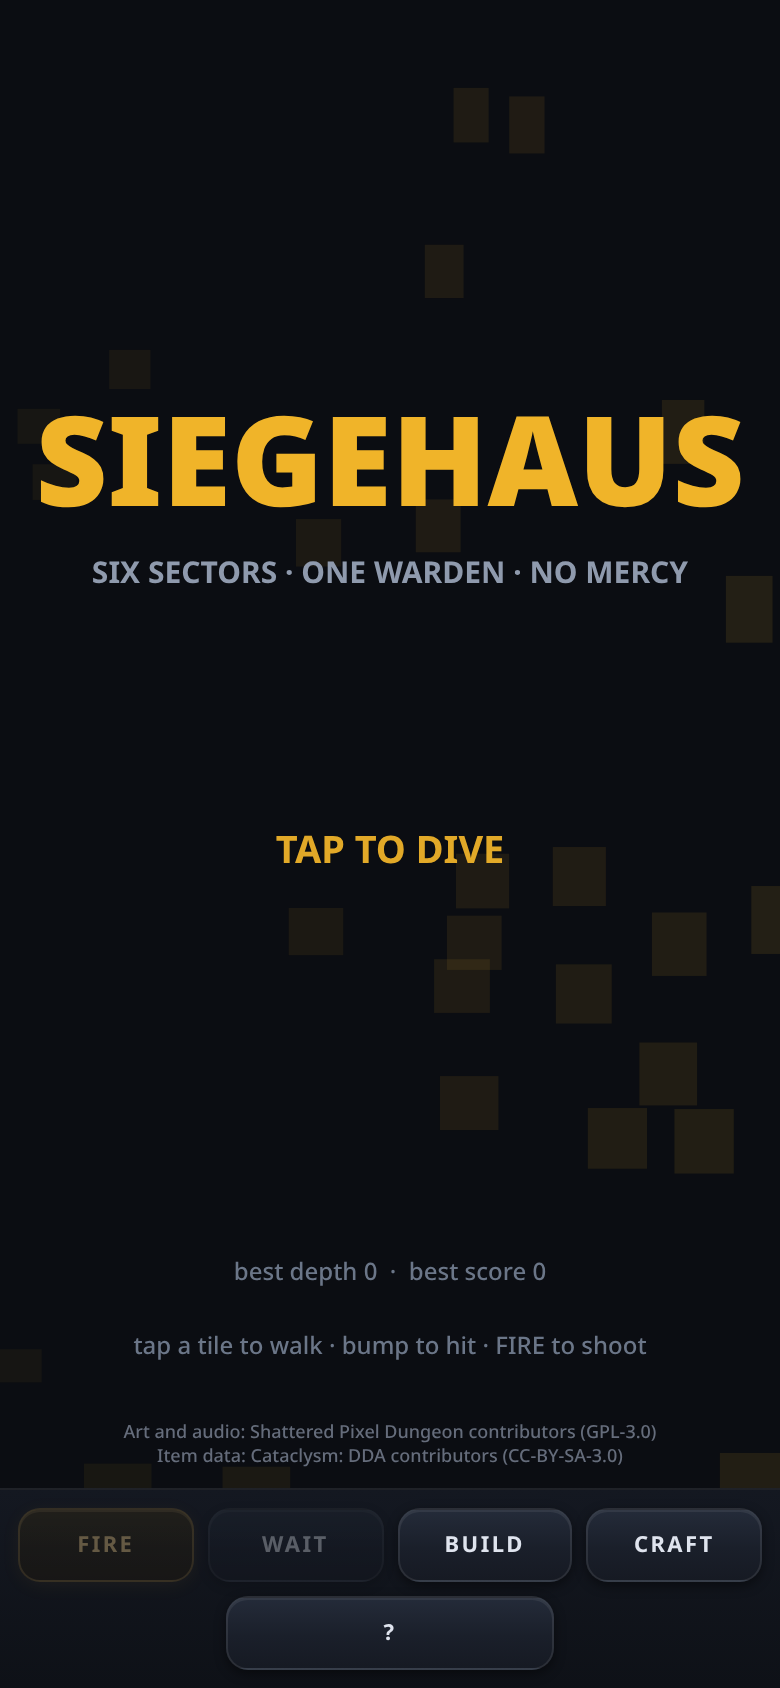 SIEGEHAUS
SIX SECTORS · ONE WARDEN · NO MERCY
TAP TO DIVE
best depth 0 · best score 0
tap a tile to walk · bump to hit · FIRE to shoot
Art and audio: Shattered Pixel Dungeon contributors (GPL-3.0)
Item data: Cataclysm: DDA contributors (CC-BY-SA-3.0)
FIRE WAIT BUILD CRAFT
?